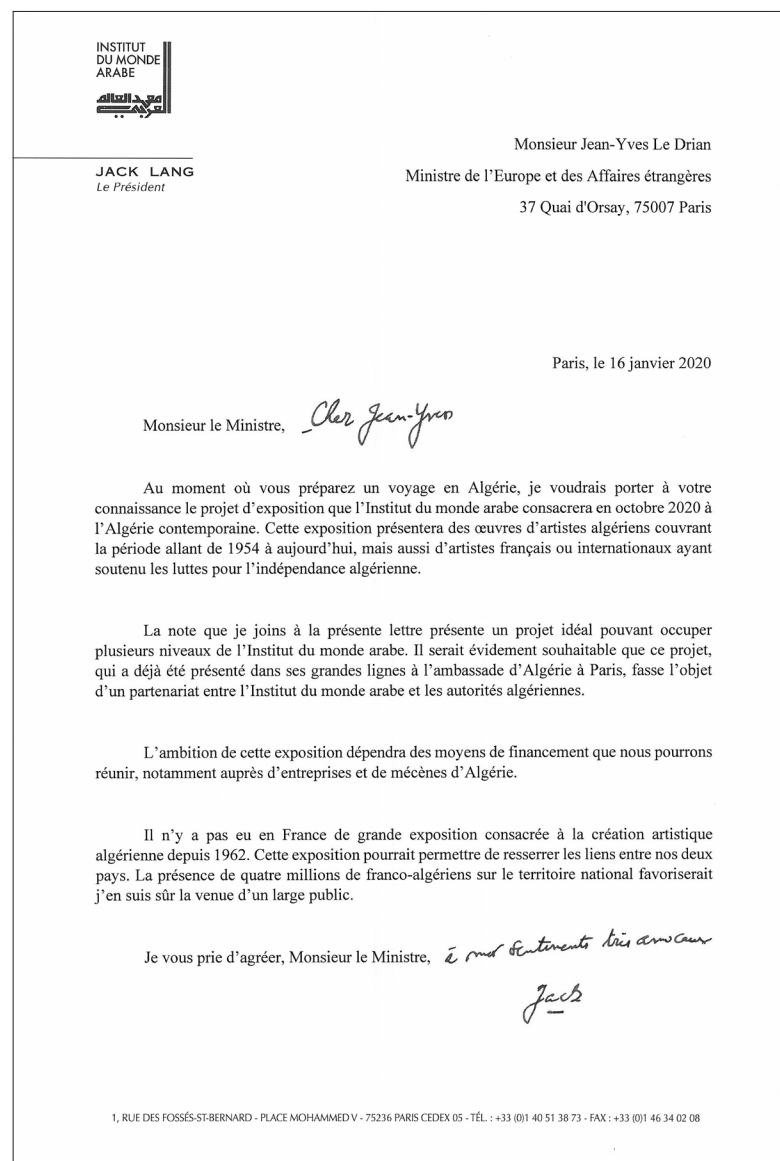 INSTITUT
DU MONDE
ARABE
معهد العالم
العربي
JACK LANG
Le Président
Monsieur Jean-Yves Le Drian
Ministre de l’Europe et des Affaires étrangères
37 Quai d'Orsay, 75007 Paris
Paris, le 16 janvier 2020
Monsieur le Ministre, Cher Jean-Yves
Au moment où vous préparez un voyage en Algérie, je voudrais porter à votre
connaissance le projet d’exposition que l’Institut du monde arabe consacrera en octobre 2020 à
l’Algérie contemporaine. Cette exposition présentera des œuvres d’artistes algériens couvrant
la période allant de 1954 à aujourd’hui, mais aussi d’artistes français ou internationaux ayant
soutenu les luttes pour l’indépendance algérienne.
La note que je joins à la présente lettre présente un projet idéal pouvant occuper
plusieurs niveaux de l’Institut du monde arabe. Il serait évidement souhaitable que ce projet,
qui a déjà été présenté dans ses grandes lignes à l’ambassade d’Algérie à Paris, fasse l’objet
d’un partenariat entre l’Institut du monde arabe et les autorités algériennes.
L’ambition de cette exposition dépendra des moyens de financement que nous pourrons
réunir, notamment auprès d’entreprises et de mécènes d’Algérie.
Il n’y a pas eu en France de grande exposition consacrée à la création artistique
algérienne depuis 1962. Cette exposition pourrait permettre de resserrer les liens entre nos deux
pays. La présence de quatre millions de franco-algériens sur le territoire national favoriserait
j’en suis sûr la venue d’un large public.
Je vous prie d’agréer, Monsieur le Ministre, sentiments très amicaux
Jack
1, RUE DES FOSSÉS-ST-BERNARD - PLACE MOHAMMED V - 75236 PARIS CEDEX 05 - TÉL. : +33 (0)1 40 51 38 73 - FAX : +33 (0)1 46 34 02 08